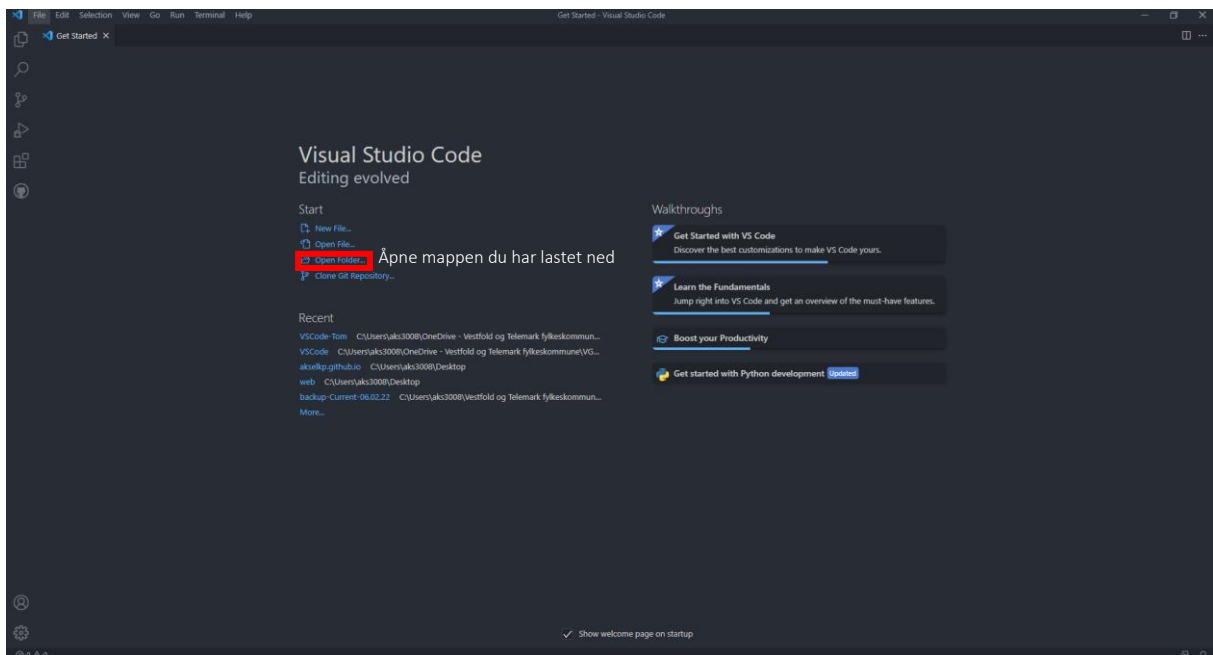 File Edit Selection View Go Run Terminal Help
Get Started - Visual Studio Code
Get Started
Visual Studio Code
Editing evolved
Start
New File...
Open File...
Open Folder...
Åpne mappen du har lastet ned
Clone Git Repository...
Recent
VSCode-Tom C:\Users\aks3008\OneDrive - Vestfold og Telemark fylkeskommun...
VSCode C:\Users\aks3008\OneDrive - Vestfold og Telemark fylkeskommune\VG...
akselkp.github.io C:\Users\aks3008\Desktop
web C:\Users\aks3008\Desktop
backup-Current-06.02.22 C:\Users\aks3008\Vestfold og Telemark fylkeskommun...
More...
Walkthroughs
Get Started with VS Code
Discover the best customizations to make VS Code yours.
Learn the Fundamentals
Jump right into VS Code and get an overview of the must-have features.
Boost your Productivity
Get started with Python development Updated
Show welcome page on startup